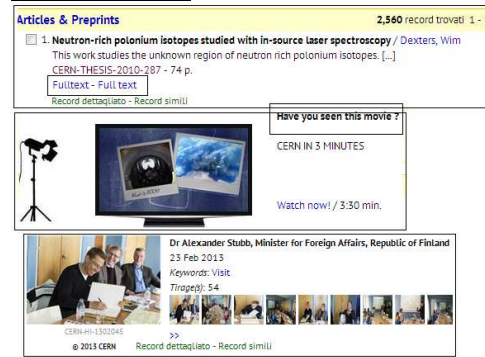 Articles & Preprints 2,560 record trovati 1 -
1. Neutron-rich polonium isotopes studied with in-source laser spectroscopy / Dexters, Wim
This work studies the unknown region of neutron rich polonium isotopes. [...]
CERN-THESIS-2010-287 - 74 p.
Fulltext - Full text
Record dettagliato - Record simili
Have you seen this movie ?
CERN IN 3 MINUTES
Watch now! / 3:30 min.
Dr Alexander Stubb, Minister for Foreign Affairs, Republic of Finland
23 Feb 2013
Keywords: Visit
Tirage(s): 54
CERN-HI-1302045
>>
© 2013 CERN Record dettagliato - Record simili